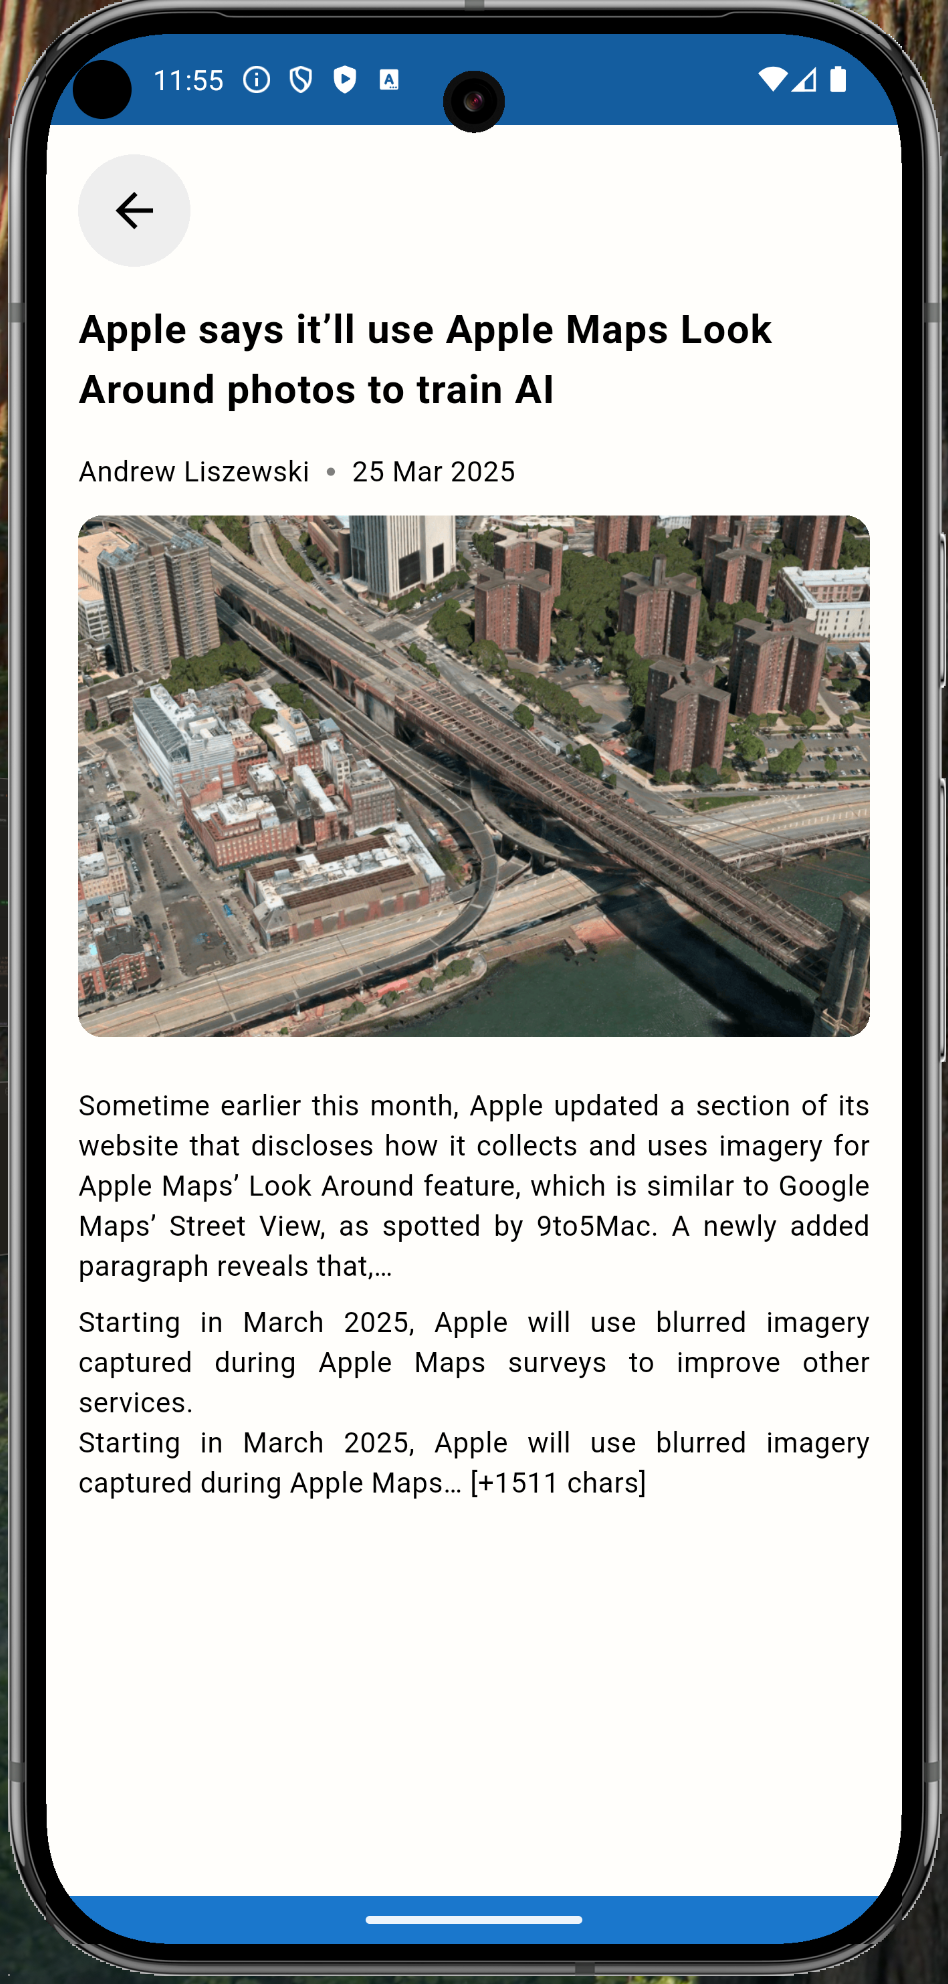 11:55
Apple says it’ll use Apple Maps Look
Around photos to train AI
Andrew Liszewski • 25 Mar 2025
Sometime earlier this month, Apple updated a section of its
website that discloses how it collects and uses imagery for
Apple Maps’ Look Around feature, which is similar to Google
Maps’ Street View, as spotted by 9to5Mac. A newly added
paragraph reveals that,…
Starting in March 2025, Apple will use blurred imagery
captured during Apple Maps surveys to improve other
services.
Starting in March 2025, Apple will use blurred imagery
captured during Apple Maps… [+1511 chars]